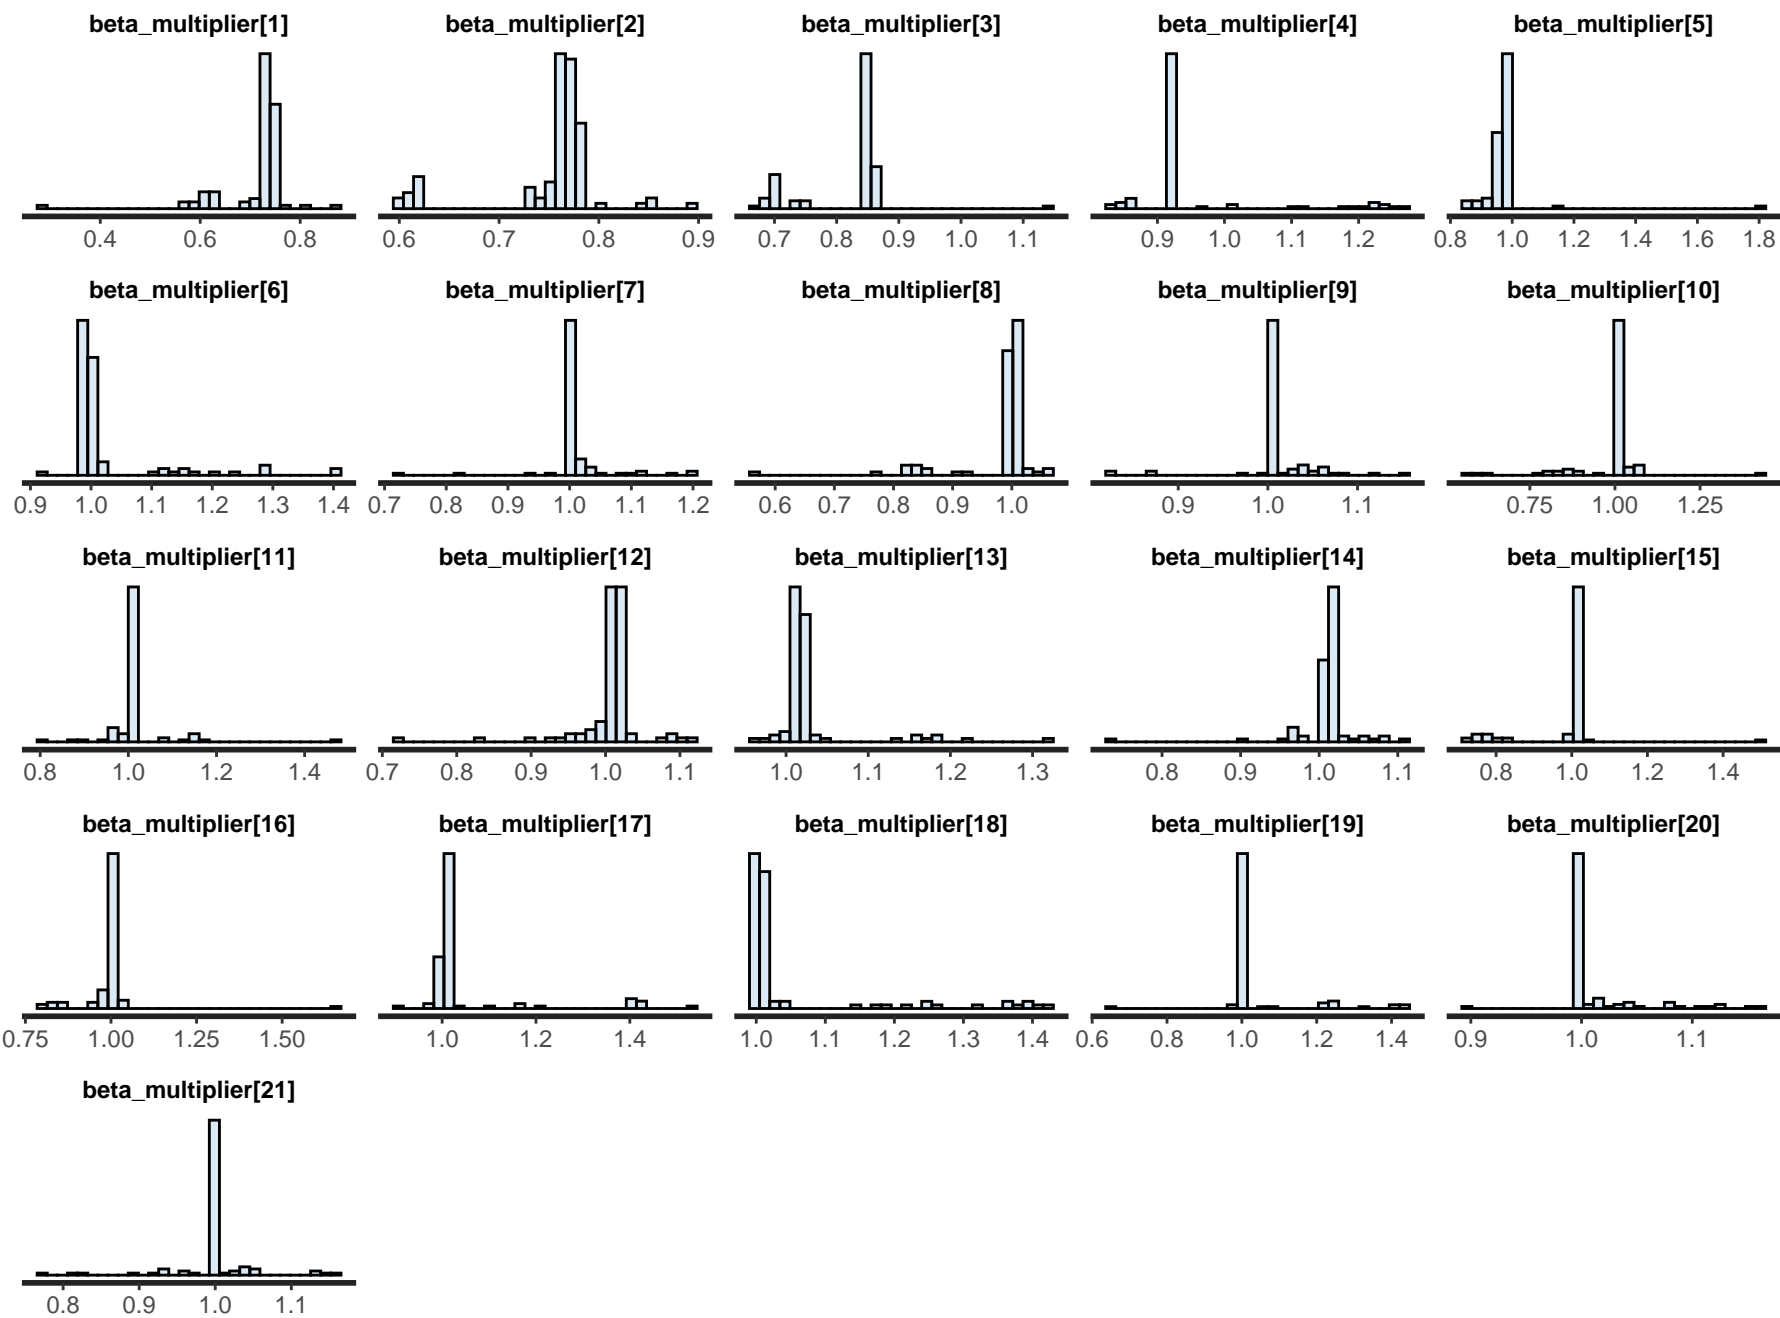 beta_multiplier[1] beta_multiplier[2] beta_multiplier[3] beta_multiplier[4] beta_multiplier[5]
0.4 0.6 0.8 0.6 0.7 0.8 0.9 0.7 0.8 0.9 1.0 1.1 0.9 1.0 1.1 1.2 0.8 1.0 1.2 1.4 1.6 1.8
beta_multiplier[6] beta_multiplier[7] beta_multiplier[8] beta_multiplier[9] beta_multiplier[10]
0.9 1.0 1.1 1.2 1.3 1.4 0.7 0.8 0.9 1.0 1.1 1.2 0.6 0.7 0.8 0.9 1.0 0.9 1.0 1.1 0.75 1.00 1.25
beta_multiplier[11] beta_multiplier[12] beta_multiplier[13] beta_multiplier[14] beta_multiplier[15]
0.8 1.0 1.2 1.4 0.7 0.8 0.9 1.0 1.1 1.0 1.1 1.2 1.3 0.8 0.9 1.0 1.1 0.8 1.0 1.2 1.4
beta_multiplier[16] beta_multiplier[17] beta_multiplier[18] beta_multiplier[19] beta_multiplier[20]
0.75 1.00 1.25 1.50 1.0 1.2 1.4 1.0 1.1 1.2 1.3 1.4 0.6 0.8 1.0 1.2 1.4 0.9 1.0 1.1
beta_multiplier[21]
0.8 0.9 1.0 1.1